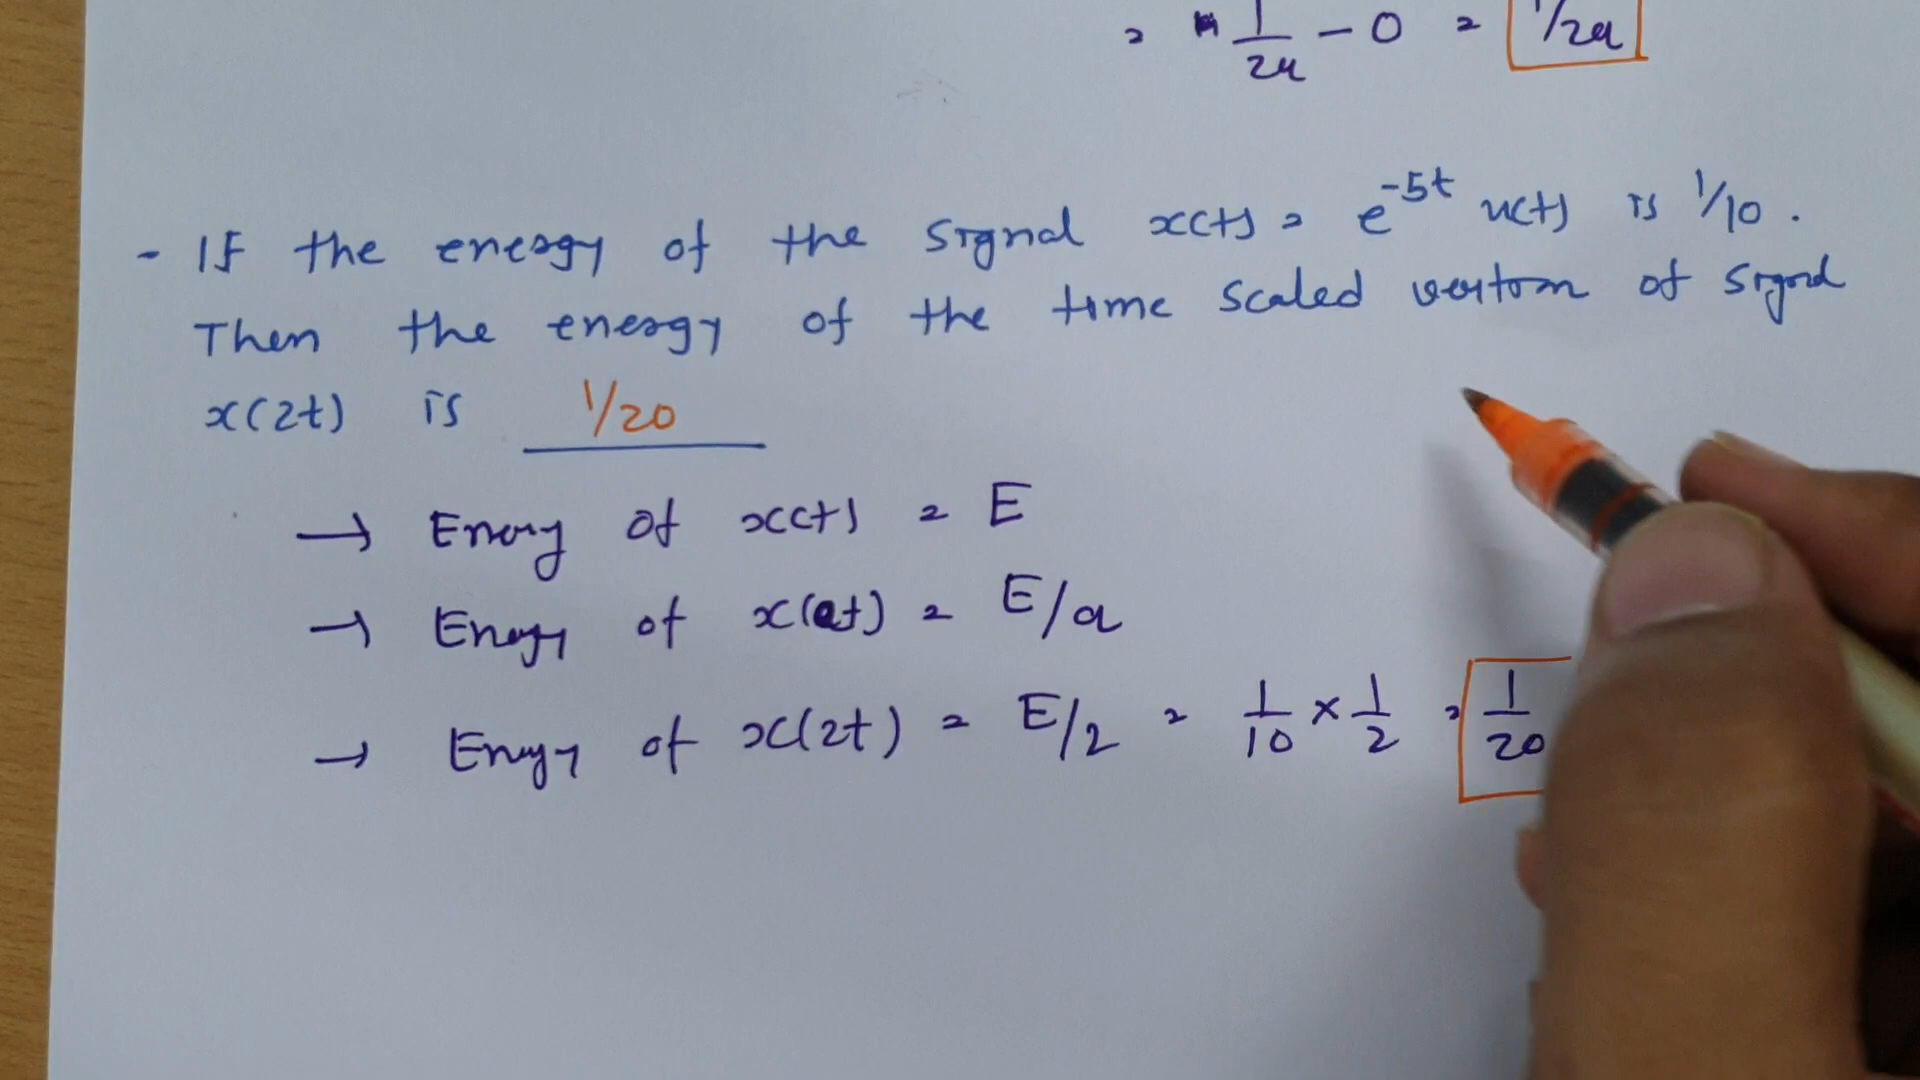 = 1/2a - 0 = 1/2a
- If the energy of the signal x(t) = e^-5t u(t) is 1/10.
Then the energy of the time scaled version of signal
x(2t) is 1/20
→ Energy of x(t) = E
→ Energy of x(at) = E/a
→ Energy of x(2t) = E/2 = 1/10 × 1/2 = 1/20